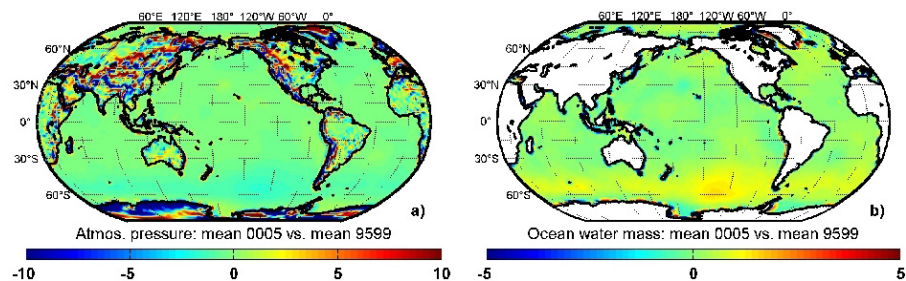 60°E 120°E 180°W 120°W 60°W 0°
60°N
30°N
0°
30°S
60°S
a)
Atmos. pressure: mean 0005 vs. mean 9599
-10 -5 0 5 10
60°E 120°E 180°W 120°W 60°W 0°
60°N
30°N
0°
30°S
60°S
b)
Ocean water mass: mean 0005 vs. mean 9599
-5 0 5